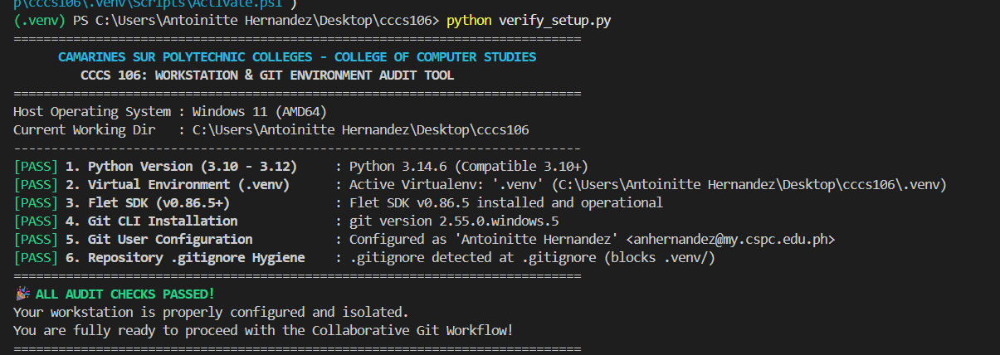 p\cccs106\.venv\Scripts\Activate.ps1 )
(.venv) PS C:\Users\Antoinitte Hernandez\Desktop\cccs106> python verify_setup.py
============================================================================
CAMARINES SUR POLYTECHNIC COLLEGES - COLLEGE OF COMPUTER STUDIES
CCCS 106: WORKSTATION & GIT ENVIRONMENT AUDIT TOOL
============================================================================
Host Operating System : Windows 11 (AMD64)
Current Working Dir   : C:\Users\Antoinitte Hernandez\Desktop\cccs106
----------------------------------------------------------------------------
[PASS] 1. Python Version (3.10 - 3.12)     : Python 3.14.6 (Compatible 3.10+)
[PASS] 2. Virtual Environment (.venv)      : Active Virtualenv: '.venv' (C:\Users\Antoinitte Hernandez\Desktop\cccs106\.venv)
[PASS] 3. Flet SDK (v0.86.5+)              : Flet SDK v0.86.5 installed and operational
[PASS] 4. Git CLI Installation             : git version 2.55.0.windows.5
[PASS] 5. Git User Configuration           : Configured as 'Antoinitte Hernandez' <anhernandez@my.cspc.edu.ph>
[PASS] 6. Repository .gitignore Hygiene    : .gitignore detected at .gitignore (blocks .venv/)
============================================================================
🎉 ALL AUDIT CHECKS PASSED!
Your workstation is properly configured and isolated.
You are fully ready to proceed with the Collaborative Git Workflow!
============================================================================